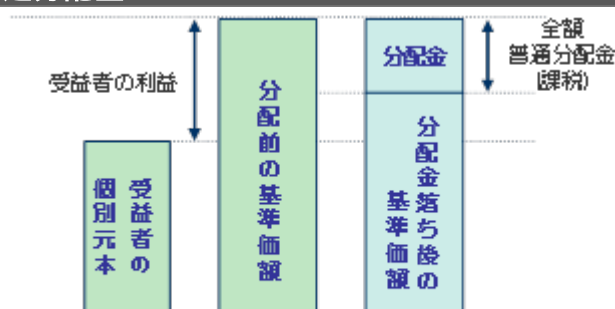 全額
普通分配金
(課税)
受益者の利益
分配金
分配前の基準価額
分配金落ち後の
基準価額
受益者の
個別元本